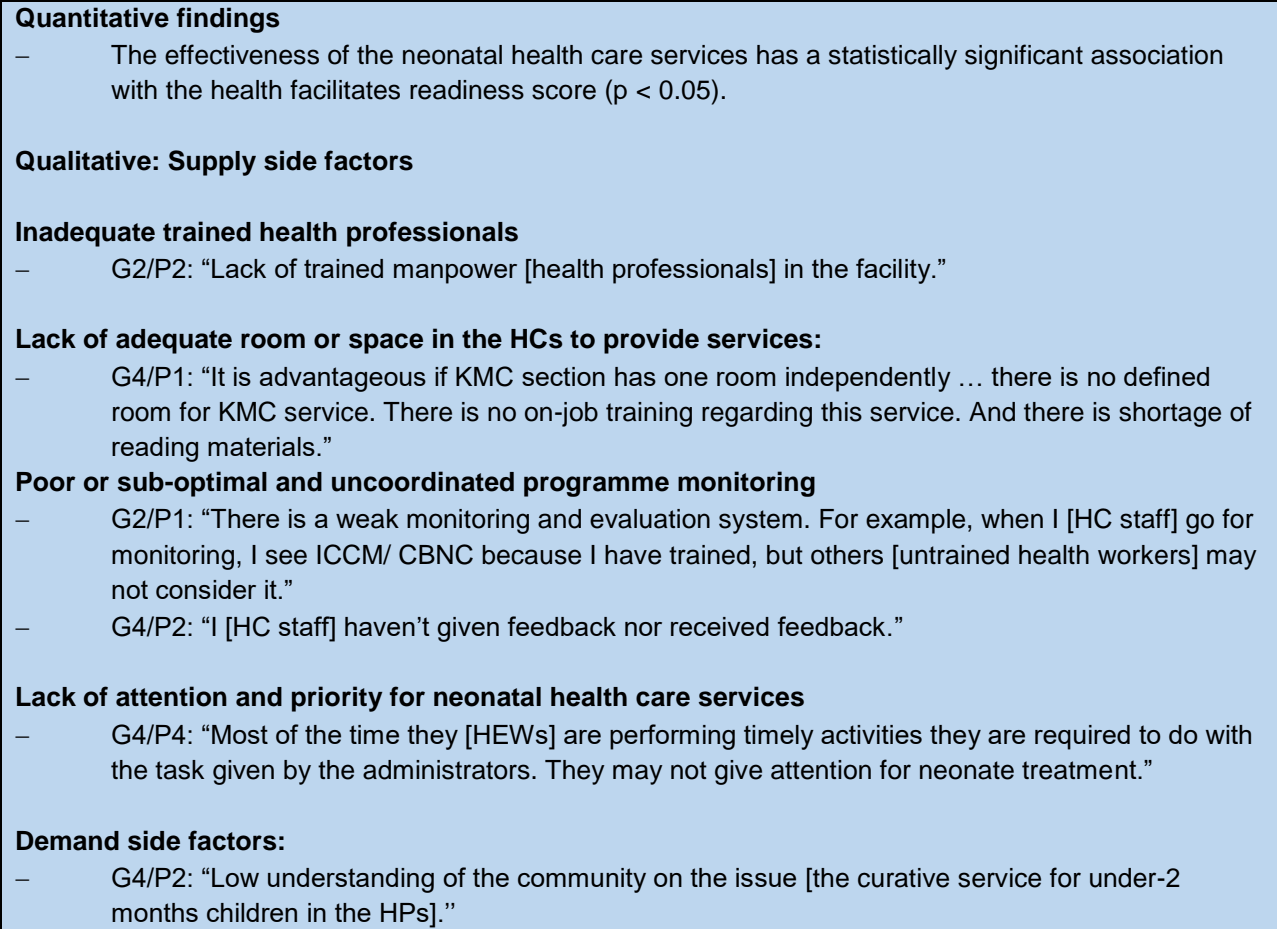 Quantitative findings
– The effectiveness of the neonatal health care services has a statistically significant association
with the health facilitates readiness score (p < 0.05).
Qualitative: Supply side factors
Inadequate trained health professionals
– G2/P2: “Lack of trained manpower [health professionals] in the facility.”
Lack of adequate room or space in the HCs to provide services:
– G4/P1: “It is advantageous if KMC section has one room independently … there is no defined
room for KMC service. There is no on-job training regarding this service. And there is shortage of
reading materials.”
Poor or sub-optimal and uncoordinated programme monitoring
– G2/P1: “There is a weak monitoring and evaluation system. For example, when I [HC staff] go for
monitoring, I see ICCM/ CBNC because I have trained, but others [untrained health workers] may
not consider it.”
– G4/P2: “I [HC staff] haven’t given feedback nor received feedback.”
Lack of attention and priority for neonatal health care services
– G4/P4: “Most of the time they [HEWs] are performing timely activities they are required to do with
the task given by the administrators. They may not give attention for neonate treatment.”
Demand side factors:
– G4/P2: “Low understanding of the community on the issue [the curative service for under-2
months children in the HPs].’’